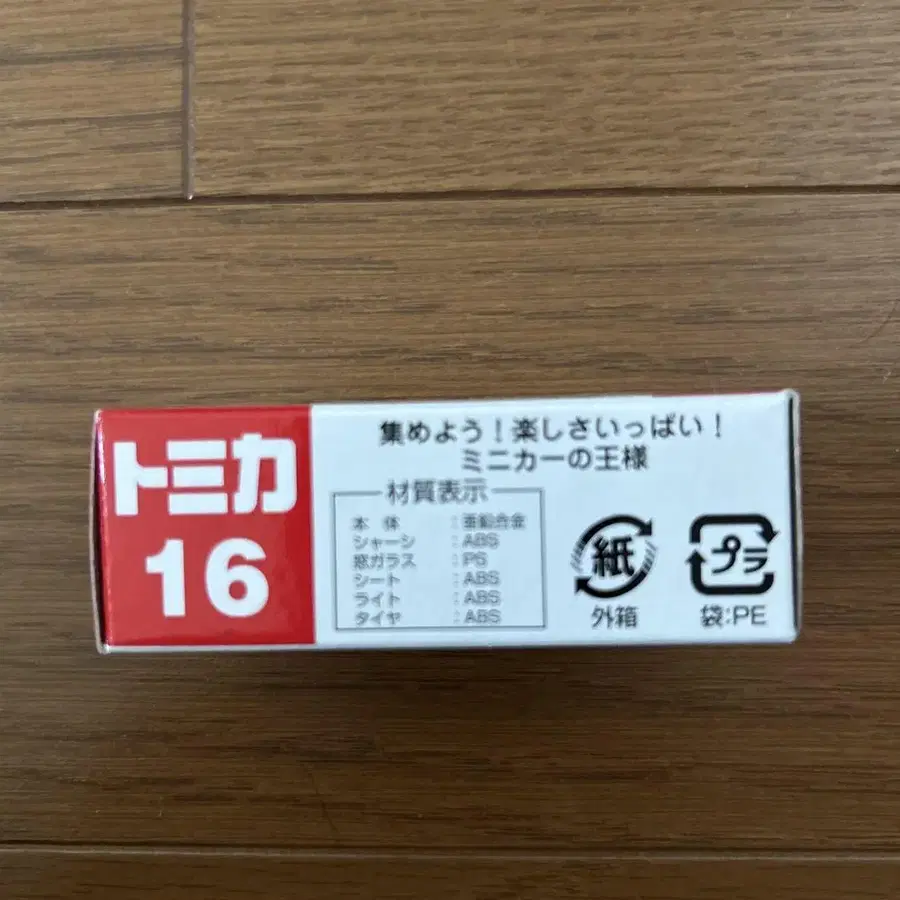 トミカ
16
集めよう！楽しさいっぱい！
ミニカーの王様
材質表示
本 体 :亜鉛合金
シャーシ :ABS
窓ガラス :PS
シート :ABS
ライト :ABS
タイヤ :ABS
紙
外箱
プラ
袋:PE